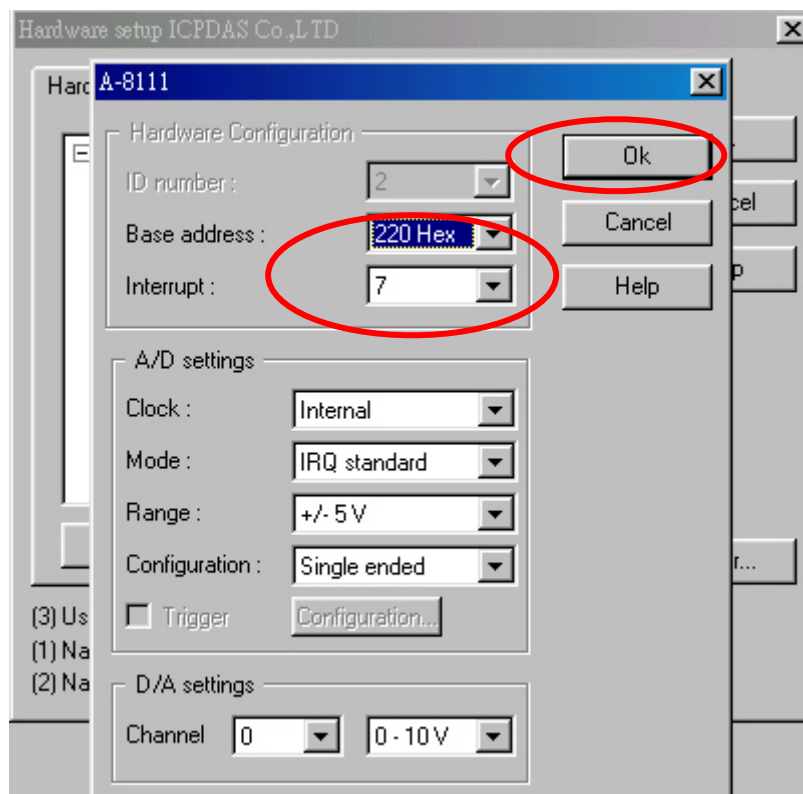 Hardware setup ICPDAS Co.,LTD
A-8111
Hardware Configuration
ID number :
2
Base address :
220 Hex
Interrupt :
7
Ok
Cancel
Help
A/D settings
Clock :
Internal
Mode :
IRQ standard
Range :
+/- 5 V
Configuration :
Single ended
Trigger
Configuration...
(3) Us
(1) Na
(2) Na
D/A settings
Channel
0
0 - 10 V